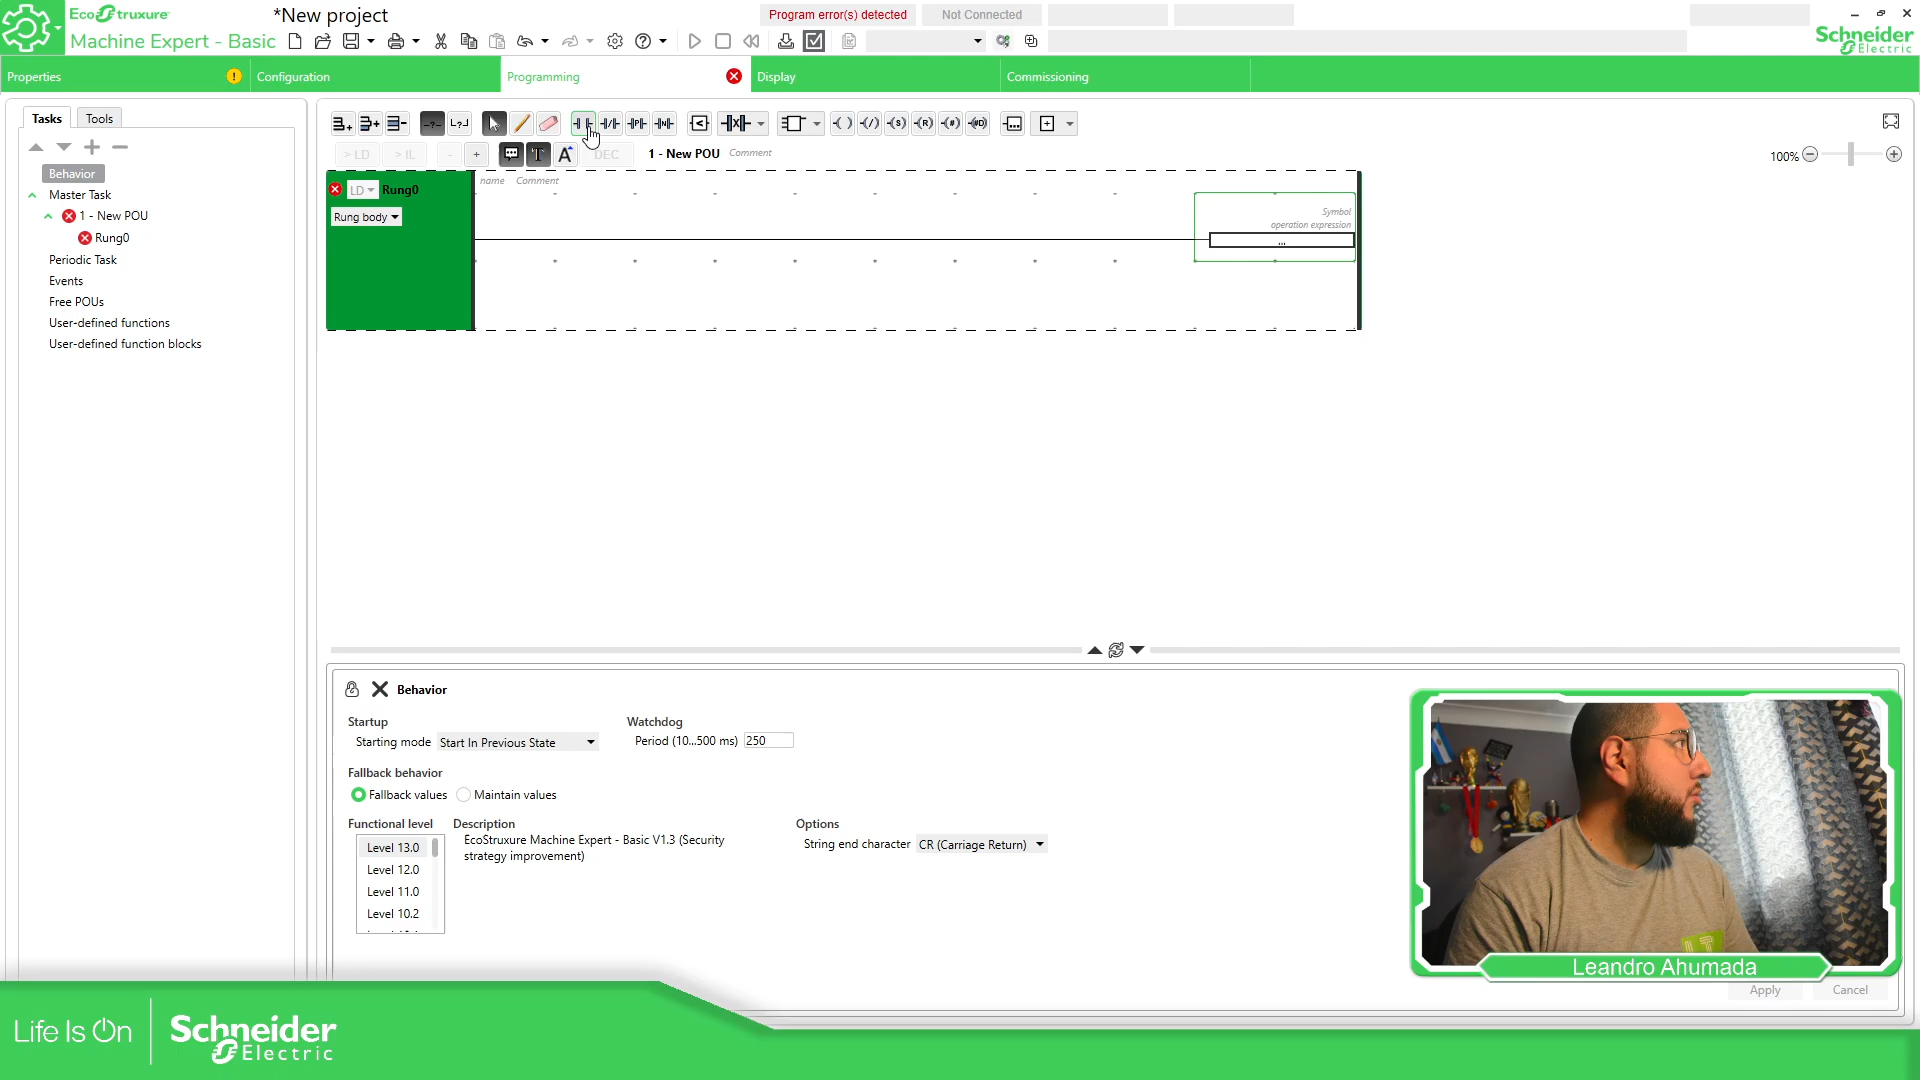 EcoStruxure
Machine Expert - Basic
*New project
Program error(s) detected
Not Connected
Schneider
Electric
Properties
Configuration
Programming
Display
Commissioning
Tasks
Tools
Behavior
Master Task
1 - New POU
Rung0
Periodic Task
Events
Free POUs
User-defined functions
User-defined function blocks
> LD
> IL
- +
T
A
DEC
1 - New POU
Comment
100%
LD
Rung0
name
Comment
Rung body
Symbol
operation expression
...
Behavior
Startup
Starting mode
Start In Previous State
Watchdog
Period (10...500 ms)
250
Fallback behavior
Fallback values
Maintain values
Functional level
Description
Level 13.0
Level 12.0
Level 11.0
Level 10.2
EcoStruxure Machine Expert - Basic V1.3 (Security
strategy improvement)
Options
String end character
CR (Carriage Return)
Leandro Ahumada
Apply
Cancel
Life Is On
Schneider
Electric